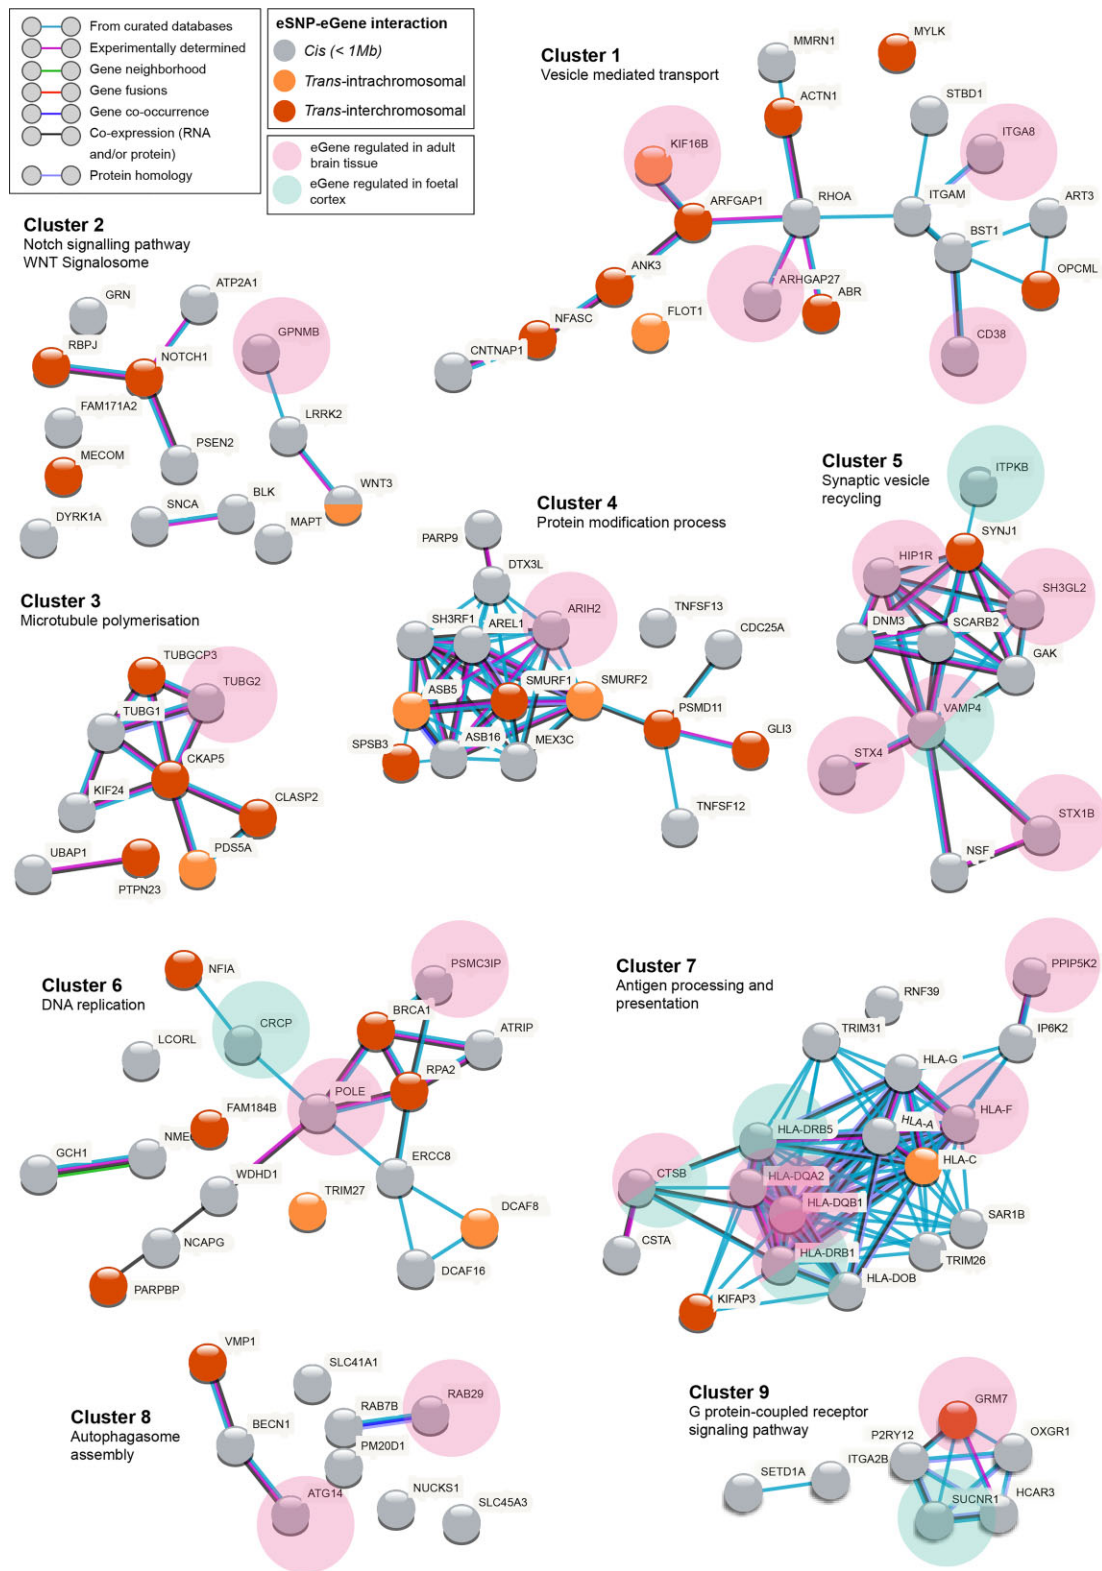 From curated databases
Experimentally determined
Gene neighborhood
Gene fusions
Gene co-occurrence
Co-expression (RNA
and/or protein)
Protein homology
eSNP-eGene interaction
Cis (< 1Mb)
Trans-intrachromosomal
Trans-interchromosomal
eGene regulated in adult
brain tissue
eGene regulated in foetal
cortex
Cluster 1
Vesicle mediated transport
MMRN1
MYLK
ACTN1
STBD1
KIF16B
ITGA8
ARFGAP1
RHOA
ITGAM
ART3
BST1
ANK3
ARHGAP27
ABR
OPCML
NFASC
FLOT1
CNTNAP1
CD38
Cluster 2
Notch signalling pathway
WNT Signalosome
GRN
ATP2A1
RBPJ
NOTCH1
GPNMB
FAM171A2
LRRK2
PSEN2
MECOM
WNT3
SNCA
BLK
DYRK1A
MAPT
Cluster 3
Microtubule polymerisation
TUBGCP3
TUBG2
TUBG1
CKAP5
KIF24
CLASP2
UBAP1
PDS5A
PTPN23
Cluster 4
Protein modification process
PARP9
DTX3L
SH3RF1
AREL1
ARIH2
TNFSF13
CDC25A
ASB5
SMURF1
SMURF2
PSMD11
GLI3
SPSB3
ASB16
MEX3C
TNFSF12
Cluster 5
Synaptic vesicle
recycling
ITPKB
SYNJ1
HIP1R
SH3GL2
DNM3
SCARB2
GAK
VAMP4
STX4
STX1B
NSF
Cluster 6
DNA replication
NFIA
PSMC3IP
CRCP
BRCA1
ATRIP
LCORL
RPA2
POLE
FAM184B
GCH1
NME
WDHD1
ERCC8
TRIM27
DCAF8
NCAPG
DCAF16
PARPBP
Cluster 7
Antigen processing and
presentation
PPIP5K2
RNF39
TRIM31
IP6K2
HLA-G
HLA-F
HLA-DRB5
HLA-A
HLA-C
CTSB
HLA-DQA2
HLA-DQB1
SAR1B
CSTA
HLA-DRB1
TRIM26
HLA-DOB
KIFAP3
Cluster 8
Autophagasome
assembly
VMP1
SLC41A1
RAB29
RAB7B
BECN1
PM20D1
ATG14
NUCKS1
SLC45A3
Cluster 9
G protein-coupled receptor
signaling pathway
GRM7
P2RY12
OXGR1
ITGA2B
SETD1A
SUCNR1
HCAR3